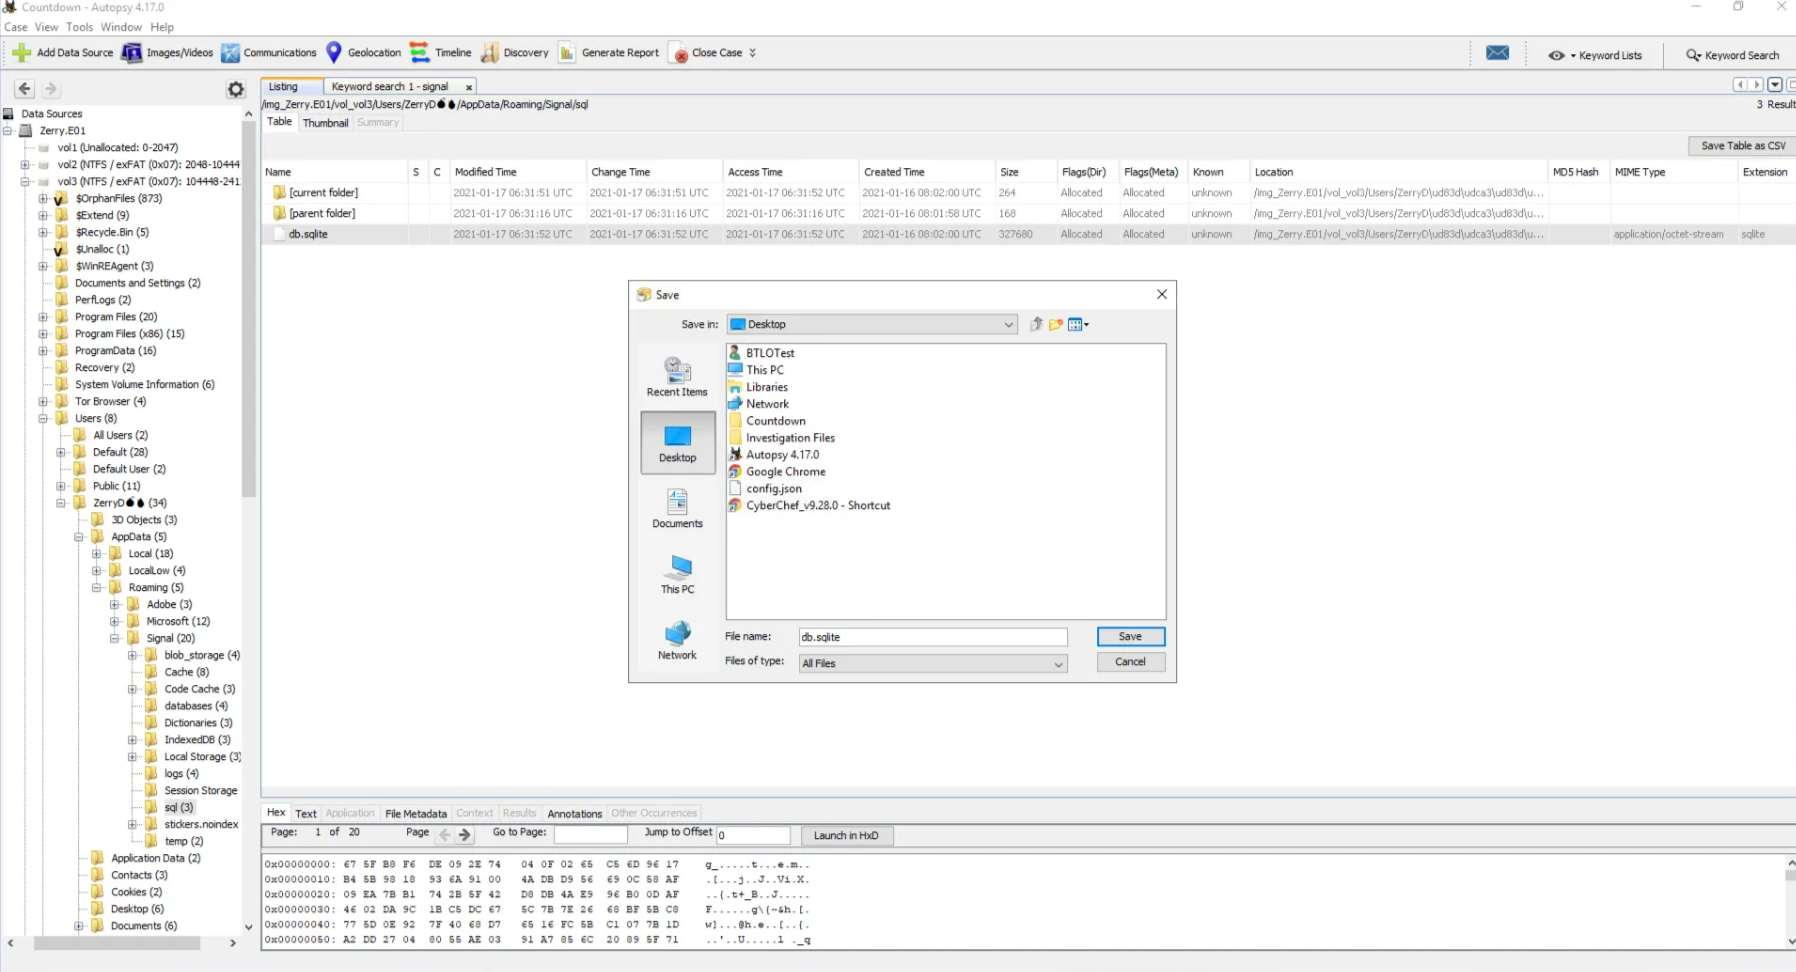 Countdown - Autopsy 4.17.0
Case View Tools Window Help
Add Data Source Images/Videos Communications Geolocation Timeline Discovery Generate Report Close Case Keyword Lists Keyword Search
Listing Keyword search 1 - signal x
/img_Zerry.E01/vol_vol3/Users/ZerryD💣💧/AppData/Roaming/Signal/sql
3 Result
Table Thumbnail Summary
Save Table as CSV
Name S C Modified Time Change Time Access Time Created Time Size Flags(Dir) Flags(Meta) Known Location MD5 Hash MIME Type Extension
[current folder] 2021-01-17 06:31:51 UTC 2021-01-17 06:31:51 UTC 2021-01-17 06:31:52 UTC 2021-01-16 08:02:00 UTC 264 Allocated Allocated unknown /img_Zerry.E01/vol_vol3/Users/ZerryD\ud83d\udca3\ud83d\u...
[parent folder] 2021-01-17 06:31:16 UTC 2021-01-17 06:31:16 UTC 2021-01-17 06:31:52 UTC 2021-01-16 08:01:58 UTC 168 Allocated Allocated unknown /img_Zerry.E01/vol_vol3/Users/ZerryD\ud83d\udca3\ud83d\u...
db.sqlite 2021-01-17 06:31:52 UTC 2021-01-17 06:31:52 UTC 2021-01-17 06:31:52 UTC 2021-01-16 08:02:00 UTC 327680 Allocated Allocated unknown /img_Zerry.E01/vol_vol3/Users/ZerryD\ud83d\udca3\ud83d\u... application/octet-stream sqlite
Data Sources
Zerry.E01
vol1 (Unallocated: 0-2047)
vol2 (NTFS / exFAT (0x07): 2048-10444
vol3 (NTFS / exFAT (0x07): 104448-241
$OrphanFiles (873)
$Extend (9)
$Recycle.Bin (5)
$Unalloc (1)
$WinREAgent (3)
Documents and Settings (2)
PerfLogs (2)
Program Files (20)
Program Files (x86) (15)
ProgramData (16)
Recovery (2)
System Volume Information (6)
Tor Browser (4)
Users (8)
All Users (2)
Default (28)
Default User (2)
Public (11)
ZerryD💣💧 (34)
3D Objects (3)
AppData (5)
Local (18)
LocalLow (4)
Roaming (5)
Adobe (3)
Microsoft (12)
Signal (20)
blob_storage (4)
Cache (8)
Code Cache (3)
databases (4)
Dictionaries (3)
IndexedDB (3)
Local Storage (3)
logs (4)
Session Storage
sql (3)
stickers.noindex
temp (2)
Application Data (2)
Contacts (3)
Cookies (2)
Desktop (6)
Documents (6)
Save
Save in: Desktop
Recent Items
Desktop
Documents
This PC
Network
BTLOTest
This PC
Libraries
Network
Countdown
Investigation Files
Autopsy 4.17.0
Google Chrome
config.json
CyberChef_v9.28.0 - Shortcut
File name: db.sqlite Save
Files of type: All Files Cancel
Hex Text Application File Metadata Context Results Annotations Other Occurrences
Page: 1 of 20 Page Go to Page: Jump to Offset 0 Launch in HxD
0x00000000: 67 5F B8 F6 DE 09 2E 74 04 0F 02 65 C5 6D 96 17 g_.....t...e.m..
0x00000010: B4 5B 98 18 93 6A 91 00 4A DB D9 56 69 0C 58 AF .[...j..J..Vi.X.
0x00000020: 09 EA 7B B1 74 2B 5F 42 D8 DB 4A E9 96 B0 0D AF ..{.t+_B..J.....
0x00000030: 46 02 DA 9C 1B C5 DC 67 5C 7B 7E 26 68 BF 5B C8 F......g\{~&h.[.
0x00000040: 77 5D 0E 92 7F 40 68 D7 65 16 FC 5B C1 07 7B 1D w]...@h.e..[..{.
0x00000050: A2 DD 27 04 80 55 AE 03 91 A7 85 6C 20 89 5F 71 ..'..U.....l ._q